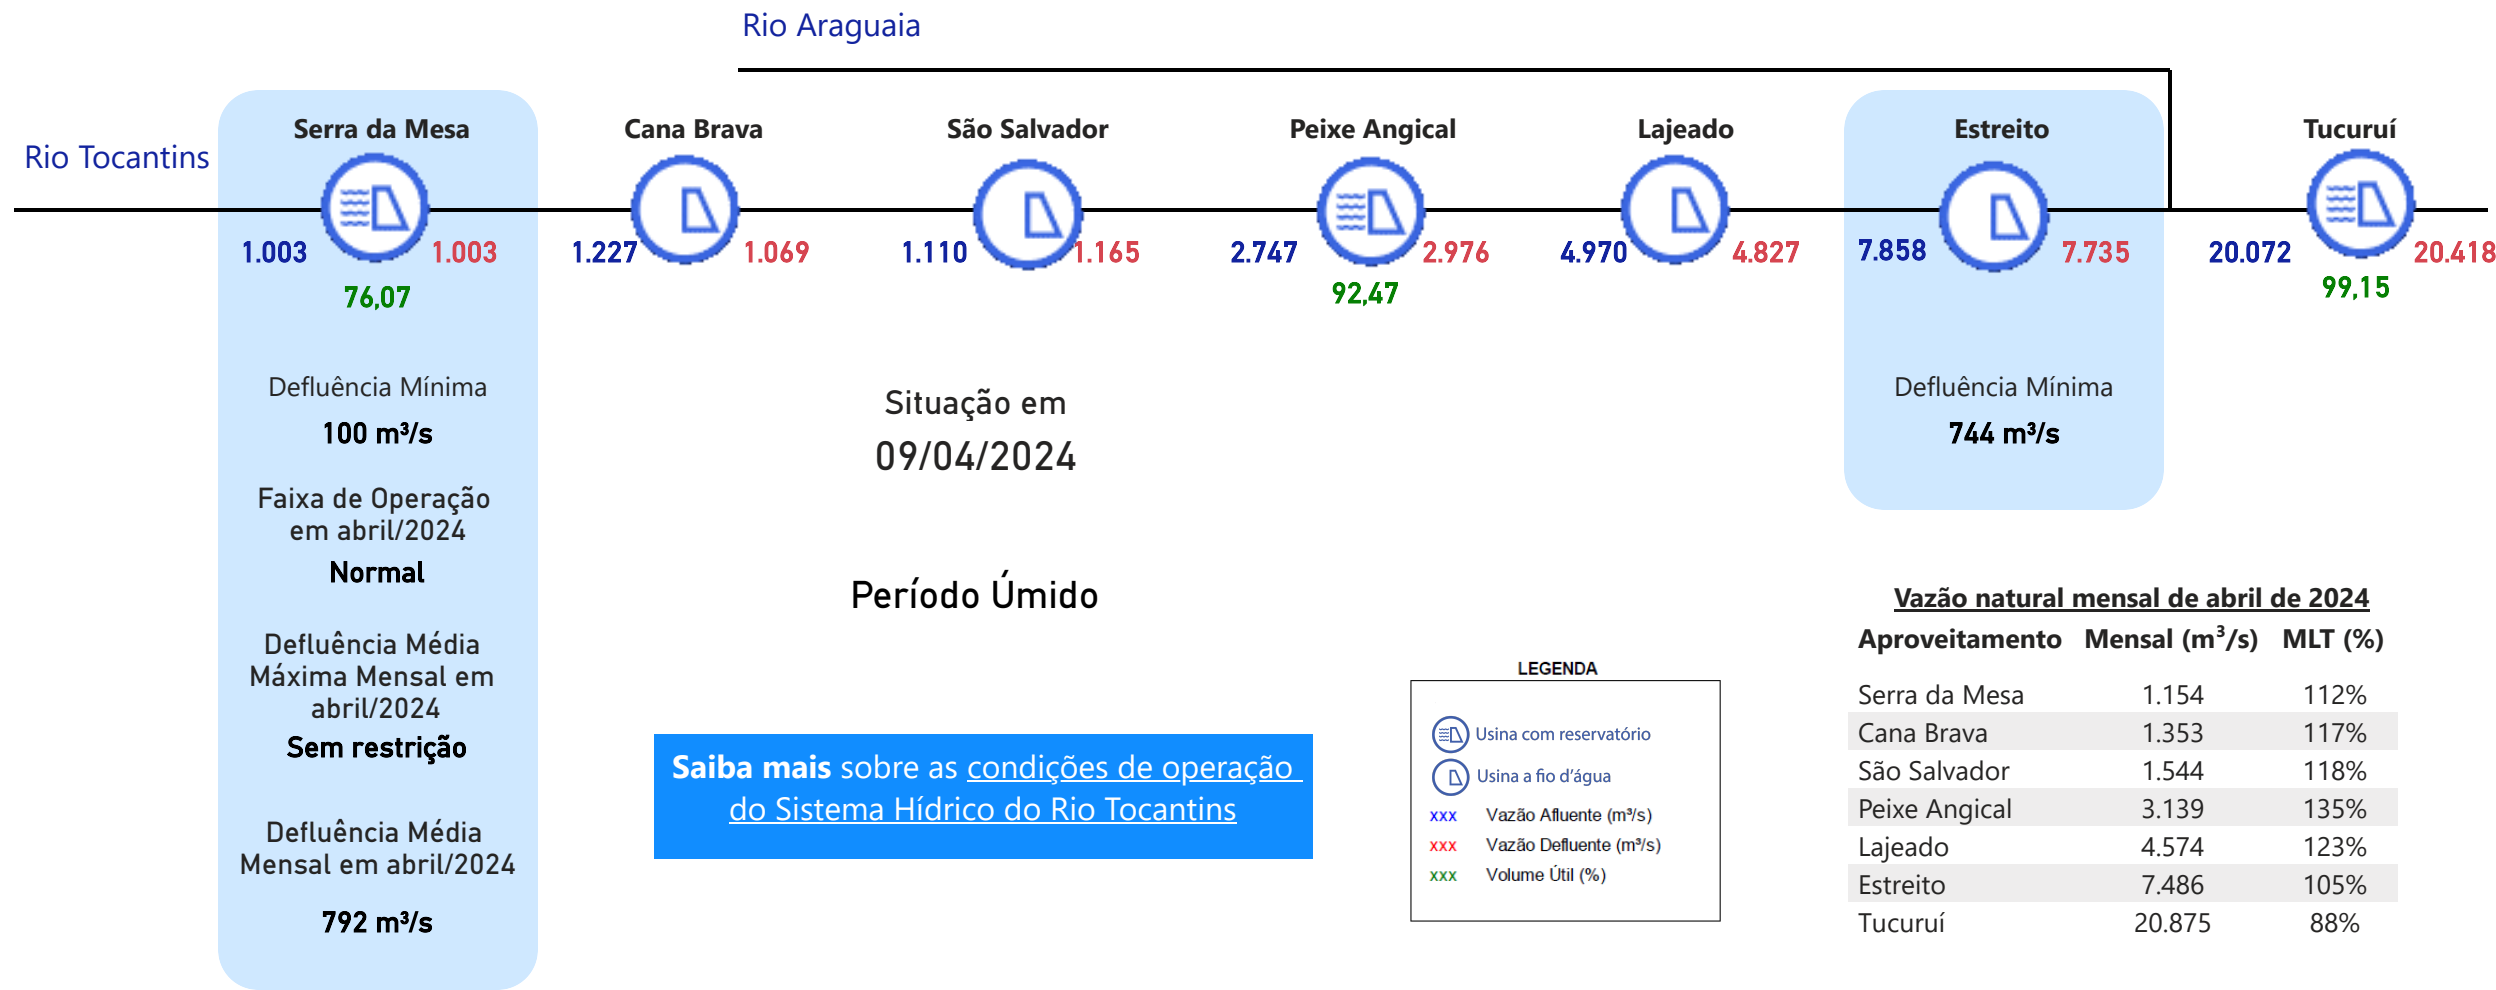 Rio Araguaia
Rio Tocantins
Serra da Mesa
Cana Brava
São Salvador
Peixe Angical
Lajeado
Estreito
Tucuruí
1.003 1.003
1.227 1.069
1.110 1.165
2.747 2.976
4.970 4.827
7.858 7.735
20.072 20.418
76,07
92,47
99,15
Defluência Mínima
100 m³/s
Faixa de Operação
em abril/2024
Normal
Defluência Média
Máxima Mensal em
abril/2024
Sem restrição
Defluência Média
Mensal em abril/2024
792 m³/s
Situação em
09/04/2024
Período Úmido
Saiba mais sobre as condições de operação
do Sistema Hídrico do Rio Tocantins
Defluência Mínima
744 m³/s
LEGENDA
Usina com reservatório
Usina a fio d'água
xxx Vazão Afluente (m³/s)
xxx Vazão Defluente (m³/s)
xxx Volume Útil (%)
Vazão natural mensal de abril de 2024
Aproveitamento Mensal (m³/s) MLT (%)
Serra da Mesa 1.154 112%
Cana Brava 1.353 117%
São Salvador 1.544 118%
Peixe Angical 3.139 135%
Lajeado 4.574 123%
Estreito 7.486 105%
Tucuruí 20.875 88%